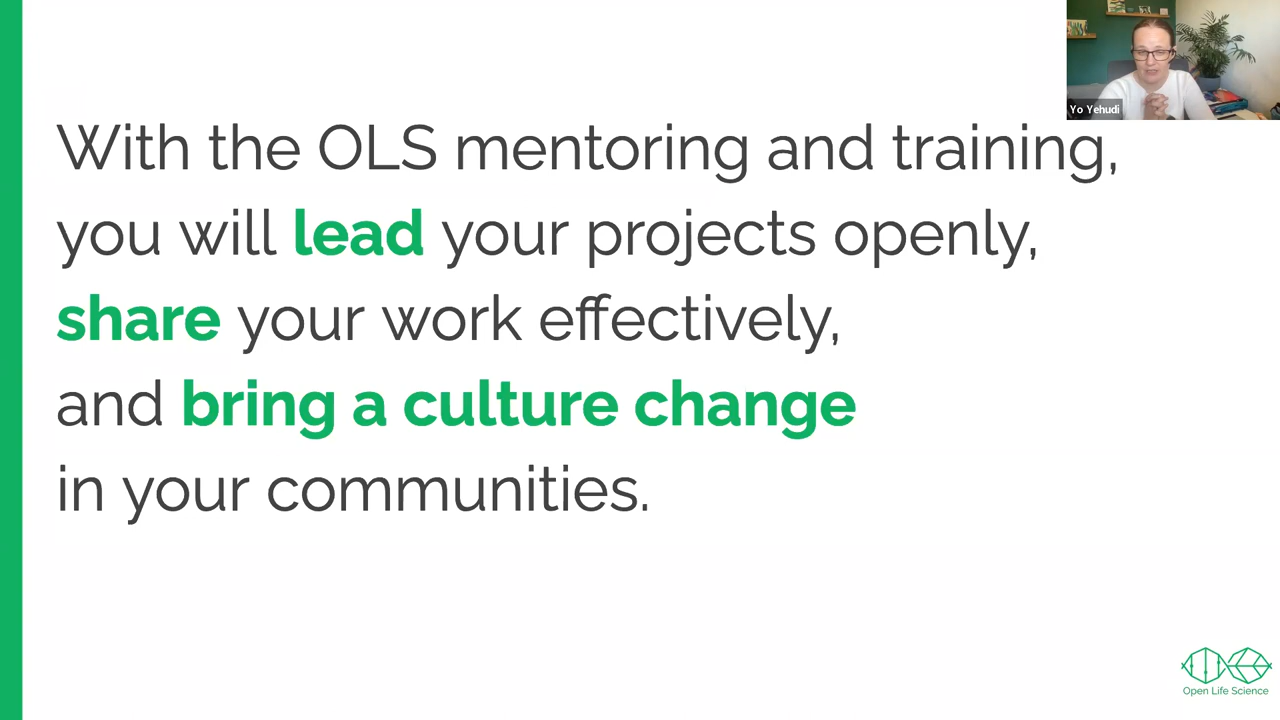 Yo Yehudi
With the OLS mentoring and training,
you will lead your projects openly,
share your work effectively,
and bring a culture change
in your communities.
Open Life Science